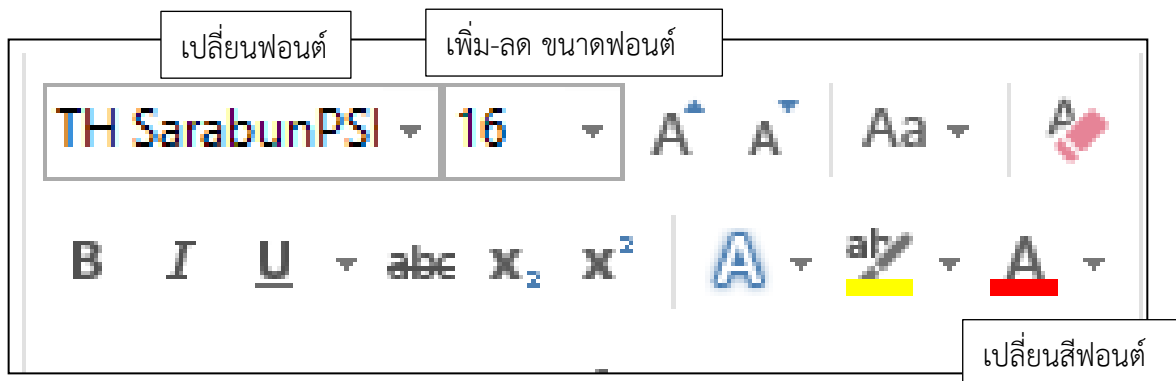 เปลี่ยนฟอนต์
เพิ่ม-ลด ขนาดฟอนต์
TH SarabunPSI 16 A A Aa A
B I U abc X₂ X² A ab A
เปลี่ยนสีฟอนต์